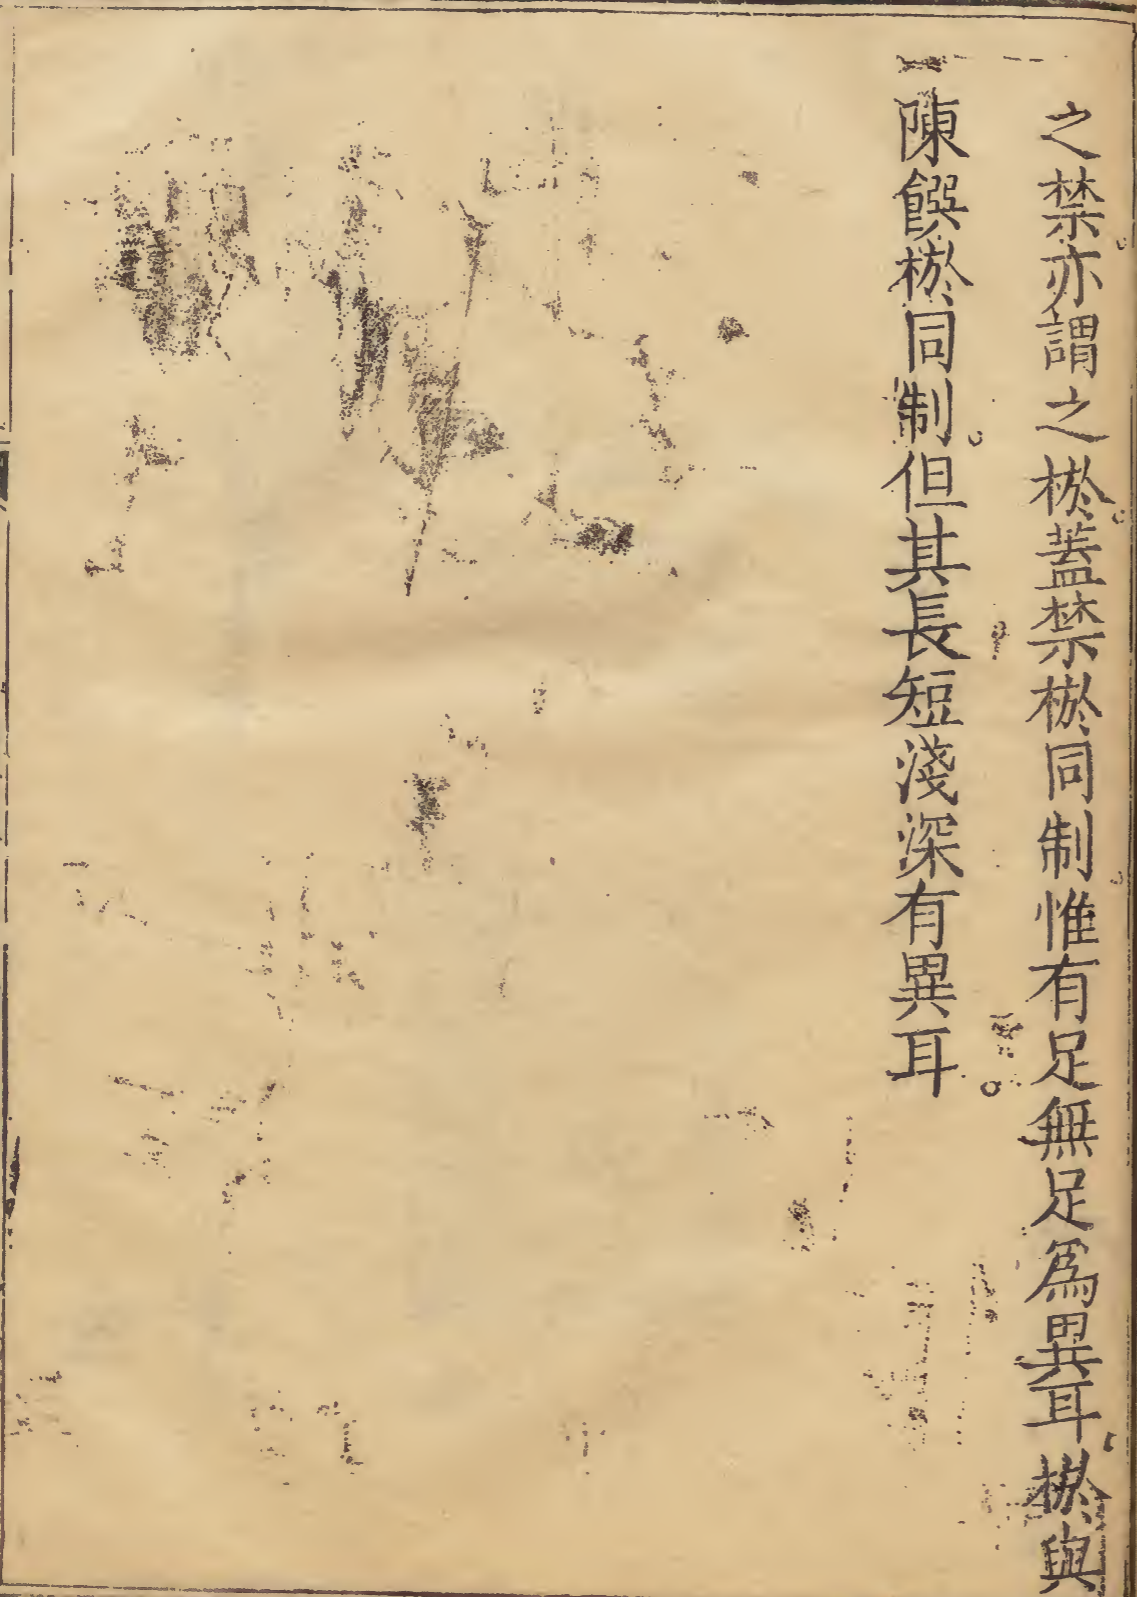 之禁亦謂之棜蓋禁棜同制惟有足無足爲異耳棜與
陳饌棜同制但其長短淺深有異耳